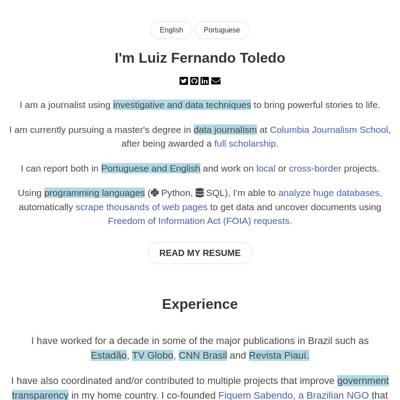 English Portuguese
I'm Luiz Fernando Toledo
I am a journalist using investigative and data techniques to bring powerful stories to life.
I am currently pursuing a master's degree in data journalism at Columbia Journalism School,
after being awarded a full scholarship.
I can report both in Portuguese and English and work on local or cross-border projects.
Using programming languages ( Python, SQL), I'm able to analyze huge databases,
automatically scrape thousands of web pages to get data and uncover documents using
Freedom of Information Act (FOIA) requests.
READ MY RESUME
Experience
I have worked for a decade in some of the major publications in Brazil such as
Estadão, TV Globo, CNN Brasil and Revista Piauí.
I have also coordinated and/or contributed to multiple projects that improve government
transparency in my home country. I co-founded Fiquem Sabendo, a Brazilian NGO that